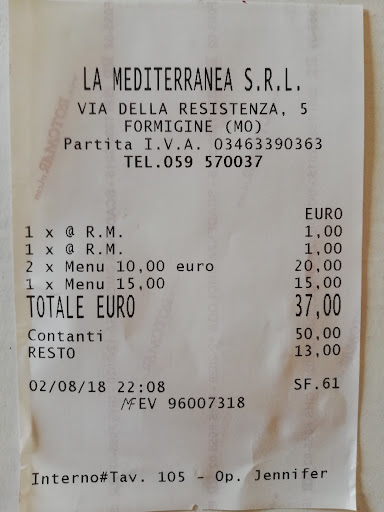 LA MEDITERRANEA S.R.L.
VIA DELLA RESISTENZA, 5
FORMIGINE (MO)
Partita I.V.A. 03463390363
TEL.059 570037
EURO
1 x @ R.M. 1,00
1 x @ R.M. 1,00
2 x Menu 10,00 euro 20,00
1 x Menu 15,00 15,00
TOTALE EURO 37,00
Contanti 50,00
RESTO 13,00
02/08/18 22:08 SF.61
MFEV 96007318
Interno#Tav. 105 - Op. Jennifer